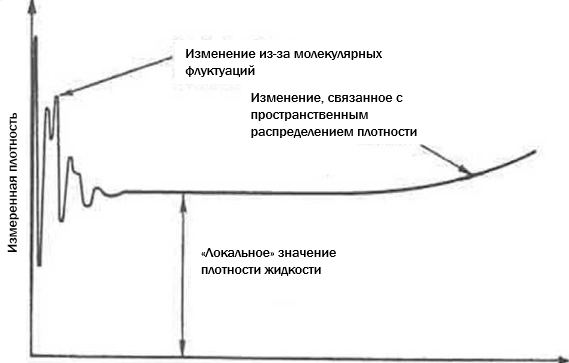 Изменение из-за молекулярных
флуктуаций
Изменение, связанное с
пространственным
распределением плотности
Измеренная плотность
«Локальное» значение
плотности жидкости